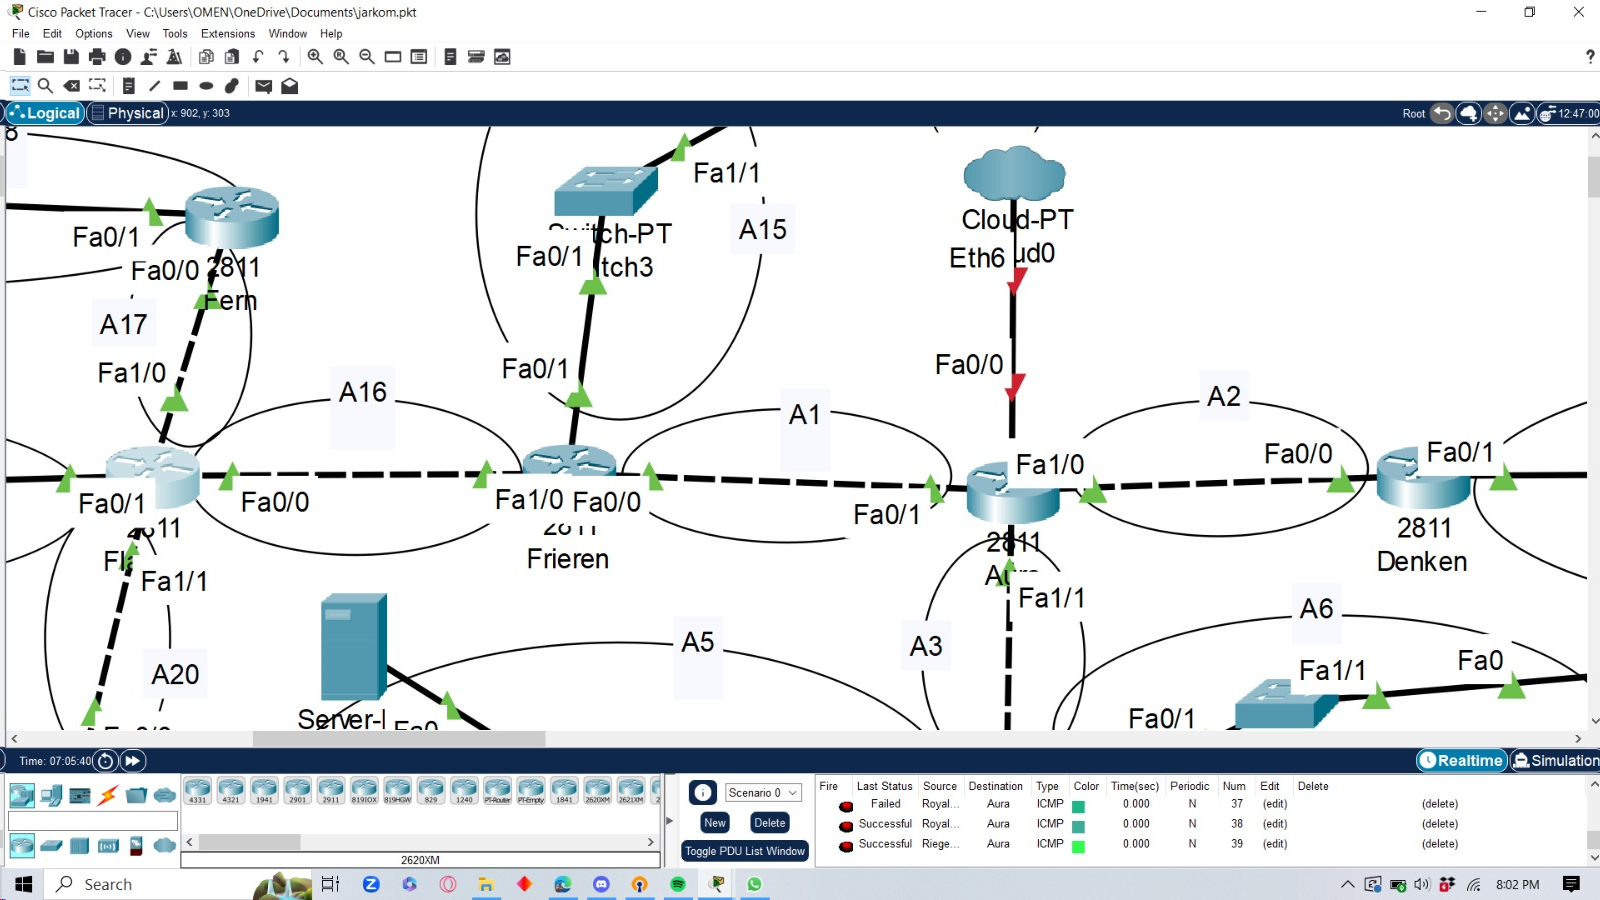 Cisco Packet Tracer - C:\Users\OMEN\OneDrive\Documents\jarkom.pkt
File Edit Options View Tools Extensions Window Help
?
Logical Physical x: 902, y: 303
Root 12:47:00
8
Fa1/1
Cloud-PT
Fa0/1
A15
Eth6 ud0
Fa0/1
tch3
Fa0/0 2811
Fern
A17
Fa1/0
Fa0/1
Fa0/0
A16
A1
A2
Fa0/0
Fa0/1
Fa1/0
Fa0/1
Fa0/0
Fa1/0 Fa0/0
Fa0/1
2811
Frieren
2811
2811
Denken
Fa1/1
Fa1/1
A5
A3
A6
A20
Fa1/1
Fa0
Fa0/1
Time: 07:05:40
Realtime Simulation
4331 4321 1941 2901 2911 819IOX 819HGW 829 1240 PT-Router PT-Empty 1841 2620XM 2621XM
2620XM
Scenario 0
New Delete
Toggle PDU List Window
Fire Last Status Source Destination Type Color Time(sec) Periodic Num Edit Delete
Failed Royal... Aura ICMP 0.000 N 37 (edit) (delete)
Successful Royal... Aura ICMP 0.000 N 38 (edit) (delete)
Successful Riege... Aura ICMP 0.000 N 39 (edit) (delete)
Search
8:02 PM